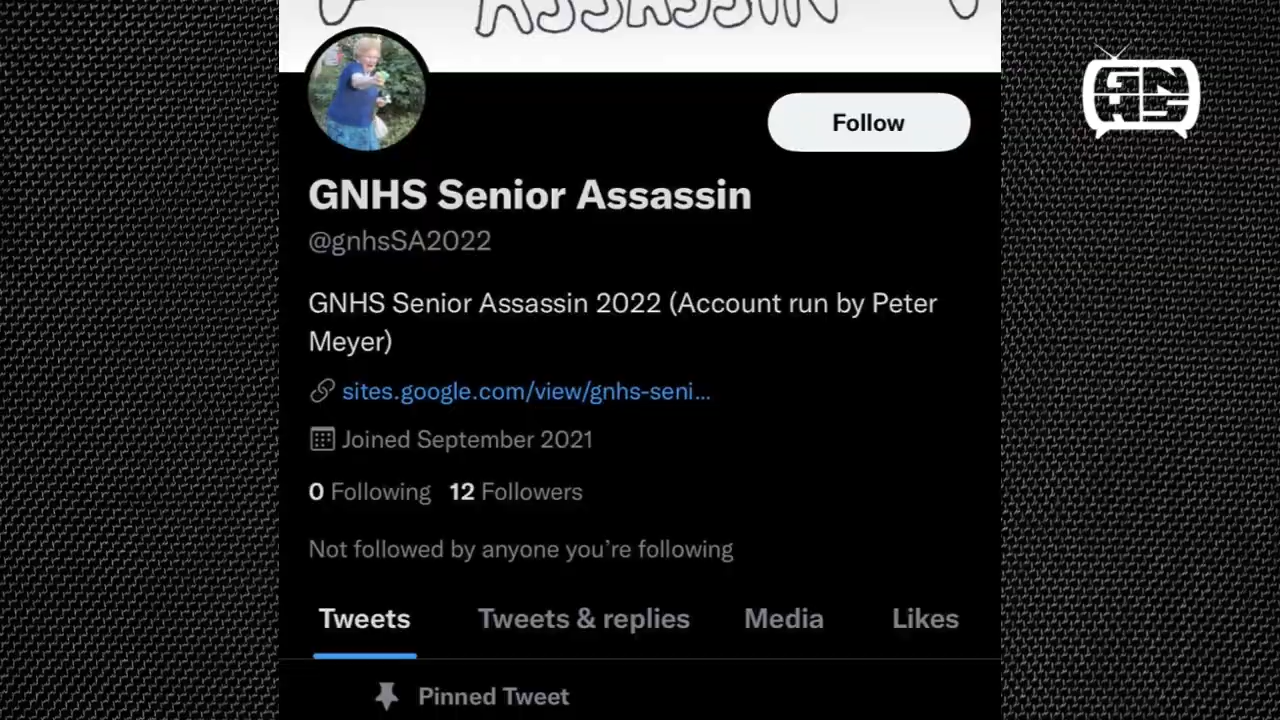 ASSASSIN
GNHS
Follow
GNHS Senior Assassin
@gnhsSA2022
GNHS Senior Assassin 2022 (Account run by Peter
Meyer)
sites.google.com/view/gnhs-seni...
Joined September 2021
0 Following 12 Followers
Not followed by anyone you’re following
Tweets Tweets & replies Media Likes
Pinned Tweet